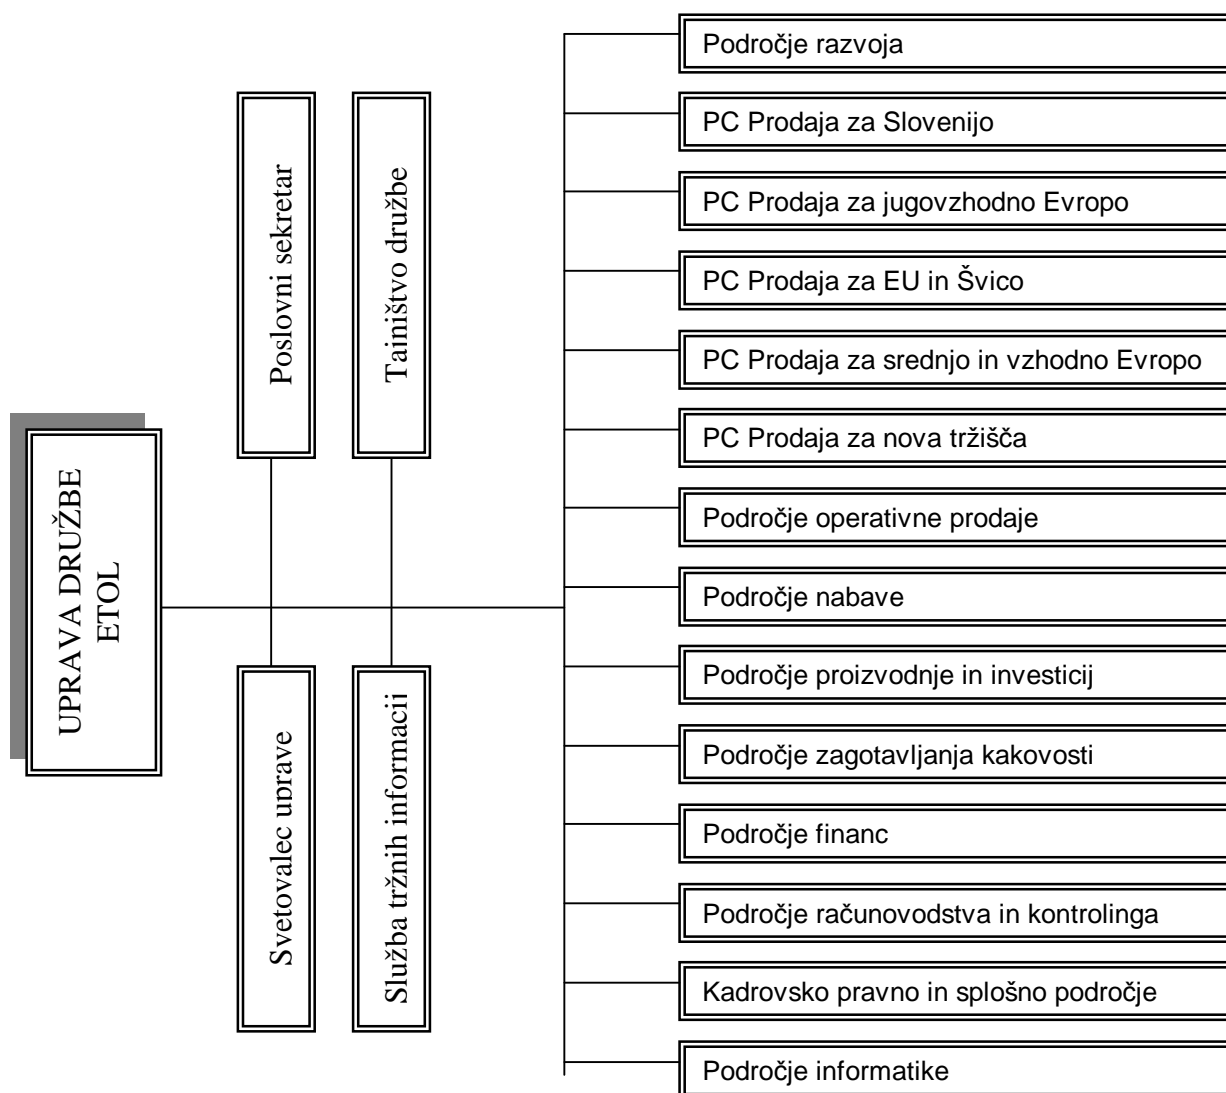 UPRAVA DRUŽBE
ETOL
Poslovni sekretar
Tajništvo družbe
Svetovalec uprave
Služba tržnih informacij
Področje razvoja
PC Prodaja za Slovenijo
PC Prodaja za jugovzhodno Evropo
PC Prodaja za EU in Švico
PC Prodaja za srednjo in vzhodno Evropo
PC Prodaja za nova tržišča
Področje operativne prodaje
Področje nabave
Področje proizvodnje in investicij
Področje zagotavljanja kakovosti
Področje financ
Področje računovodstva in kontrolinga
Kadrovsko pravno in splošno področje
Področje informatike